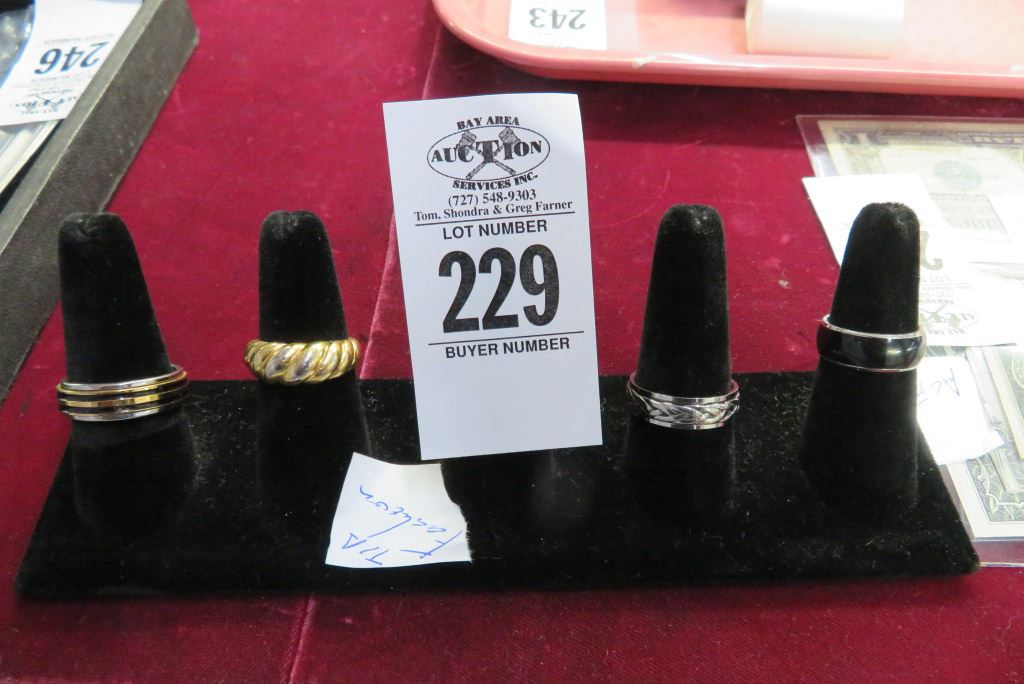 BAY AREA
AUCTION
SERVICES INC.
(727) 548-9303
Tom, Shondra & Greg Farner
LOT NUMBER
229
BUYER NUMBER
243
246
Fashion